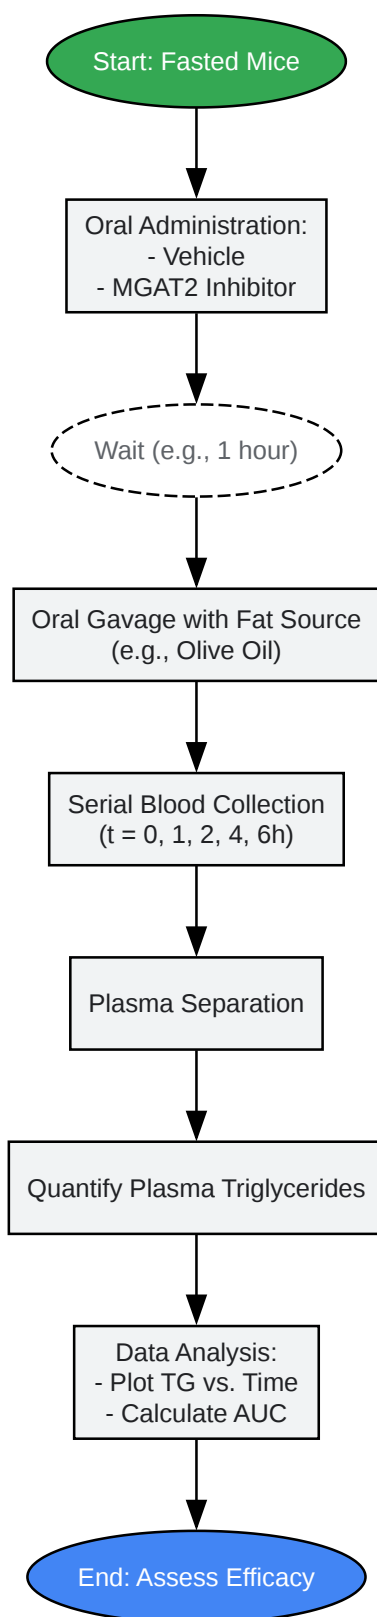 Start: Fasted Mice
Oral Administration:
- Vehicle
- MGAT2 Inhibitor
Wait (e.g., 1 hour)
Oral Gavage with Fat Source
(e.g., Olive Oil)
Serial Blood Collection
(t = 0, 1, 2, 4, 6h)
Plasma Separation
Quantify Plasma Triglycerides
Data Analysis:
- Plot TG vs. Time
- Calculate AUC
End: Assess Efficacy